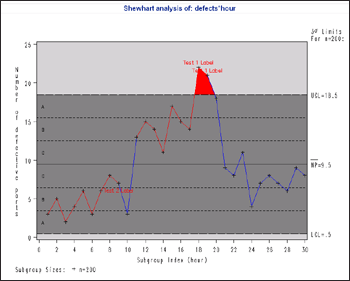 Shewhart analysis of: defects*hour
3σ Limits
For n=200:
Number of defective parts
25
20
15
10
5
0
A
B
C
C
B
A
Test 1 Label
Test 1 Label
Test 3 Label
UCL=18.5
NP=9.5
LCL=.5
0 2 4 6 8 10 12 14 16 18 20 22 24 26 28 30
Subgroup Index (hour)
Subgroup Sizes: + n=200